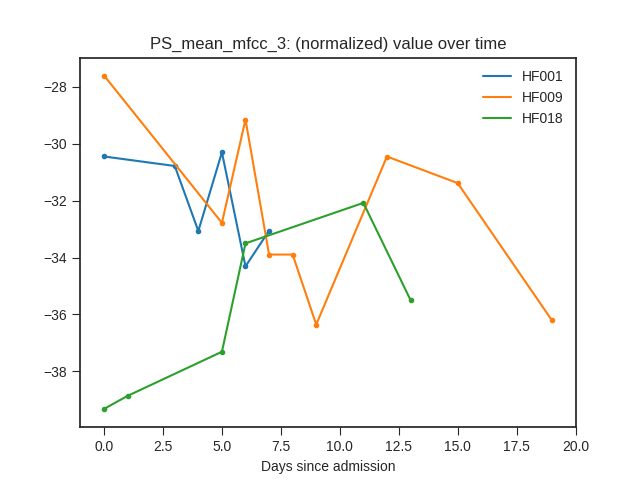 PS_mean_mfcc_3: (normalized) value over time
HF001
HF009
HF018
−28
−30
−32
−34
−36
−38
0.0 2.5 5.0 7.5 10.0 12.5 15.0 17.5 20.0
Days since admission